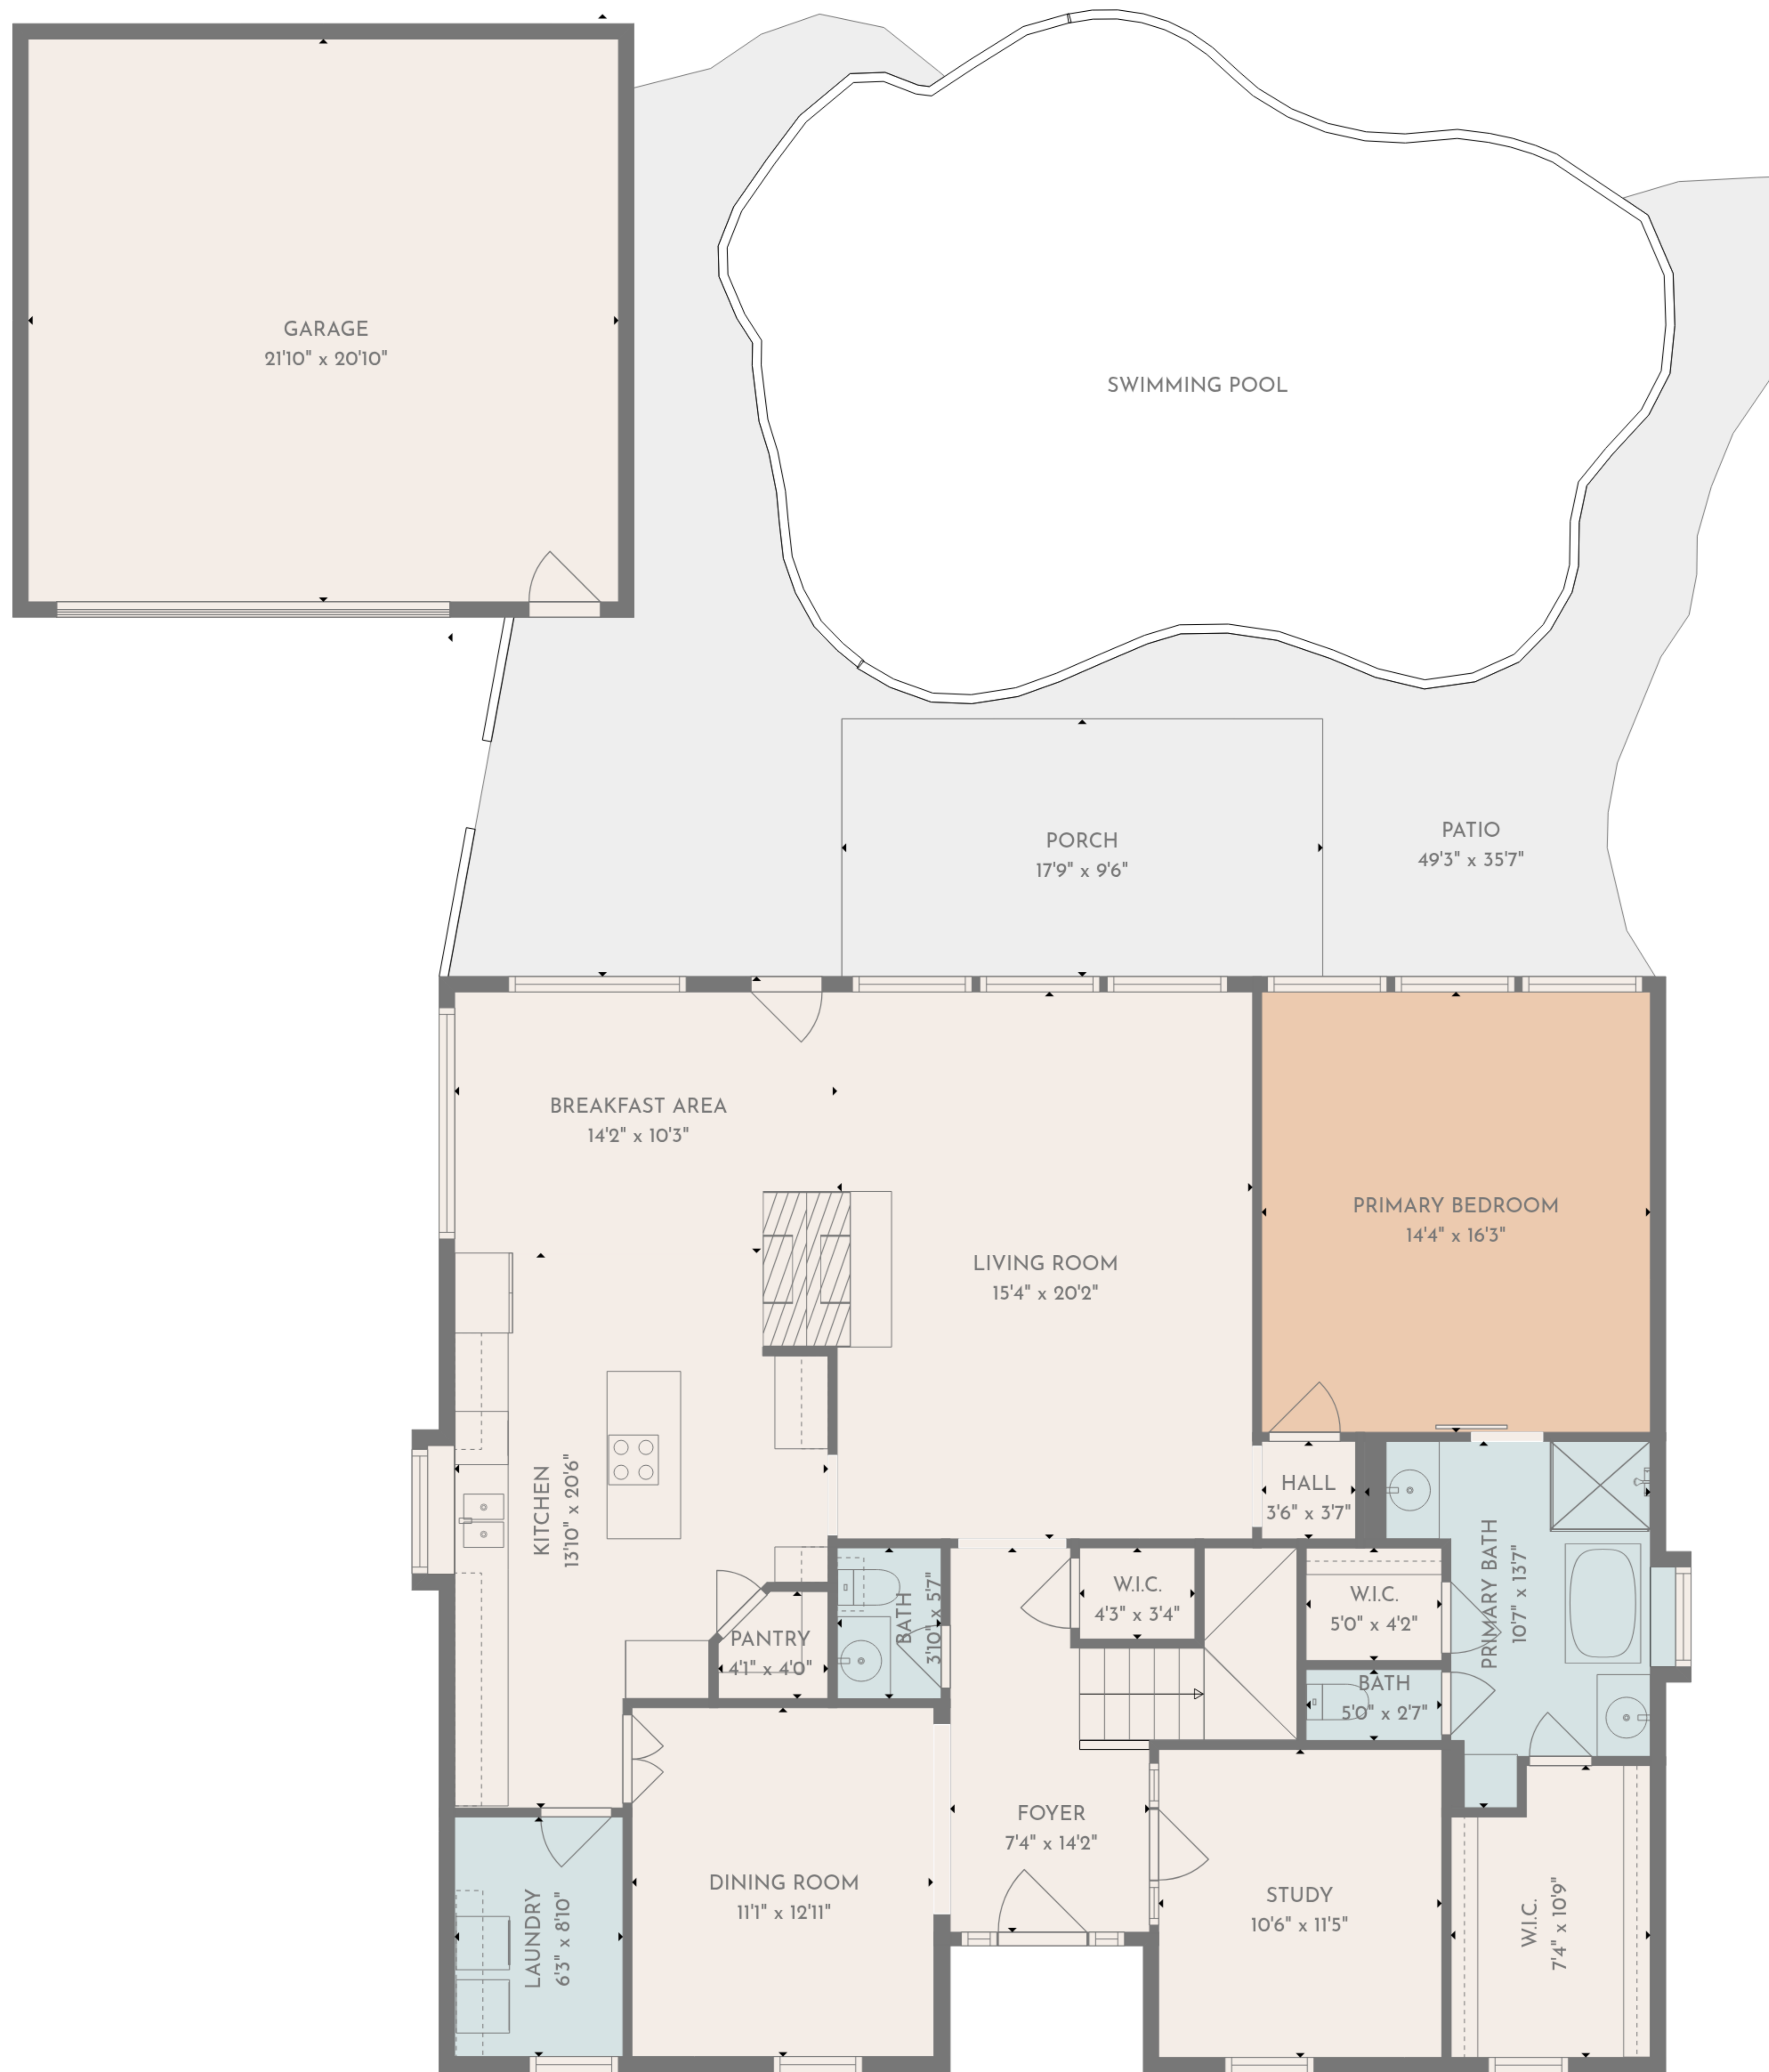 GARAGE
21'10" x 20'10"
SWIMMING POOL
PORCH
17'9" x 9'6"
PATIO
49'3" x 35'7"
BREAKFAST AREA
14'2" x 10'3"
PRIMARY BEDROOM
14'4" x 16'3"
LIVING ROOM
15'4" x 20'2"
KITCHEN
13'10" x 20'6"
HALL
3'6" x 3'7"
PRIMARY BATH
10'7" x 13'7"
W.I.C.
4'3" x 3'4"
W.I.C.
5'0" x 4'2"
BATH
3'10" x 5'7"
PANTRY
4'1" x 4'0"
BATH
5'0" x 2'7"
FOYER
7'4" x 14'2"
DINING ROOM
11'1" x 12'11"
STUDY
10'6" x 11'5"
W.I.C.
7'4" x 10'9"
LAUNDRY
6'3" x 8'10"